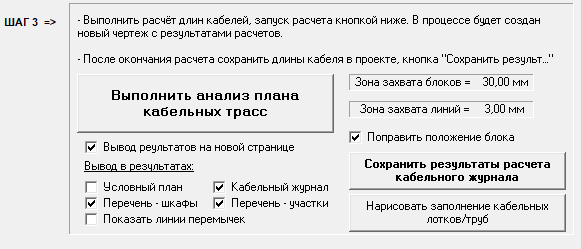 ШАГ 3 =>
- Выполнить расчёт длин кабелей, запуск расчета кнопкой ниже. В процессе будет создан
новый чертеж с результатами расчетов.
- После окончания расчета сохранить длины кабеля в проекте, кнопка "Сохранить результ..."
Выполнить анализ плана
кабельных трасс
Зона захвата блоков = 30,00 мм
Зона захвата линий = 3,00 мм
Вывод реультатов на новой странице
Поправить положение блока
Вывод в результатах:
Условный план
Кабельный журнал
Перечень - шкафы
Перечень - участки
Показать линии перемычек
Сохранить результаты расчета
кабельного журнала
Нарисовать заполнение кабельных
лотков/труб